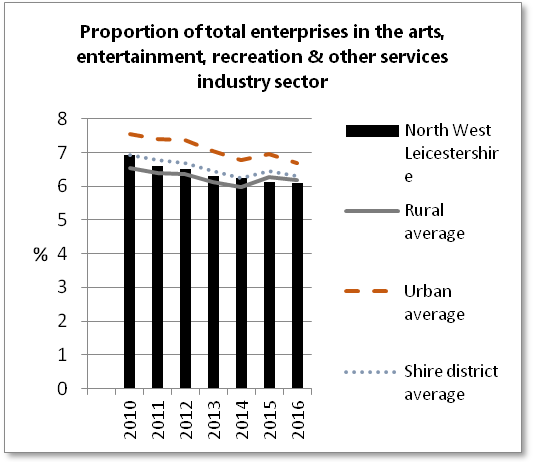 Proportion of total enterprises in the arts,
entertainment, recreation & other services
industry sector
8
7
6
5
% 4
3
2
1
0
2010 2011 2012 2013 2014 2015 2016
North West
Leicestershir
e
Rural
average
Urban
average
Shire district
average